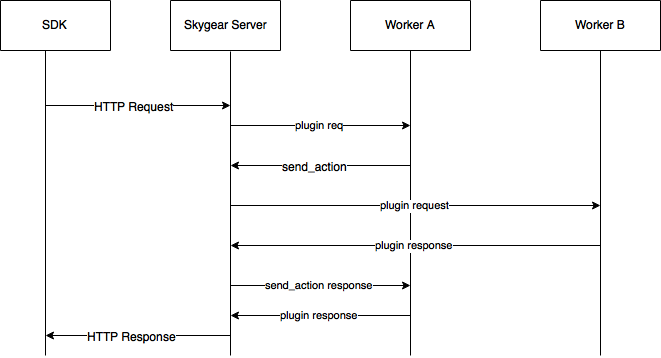 SDK
Skygear Server
Worker A
Worker B
HTTP Request
plugin req
send_action
plugin request
plugin response
send_action response
plugin response
HTTP Response